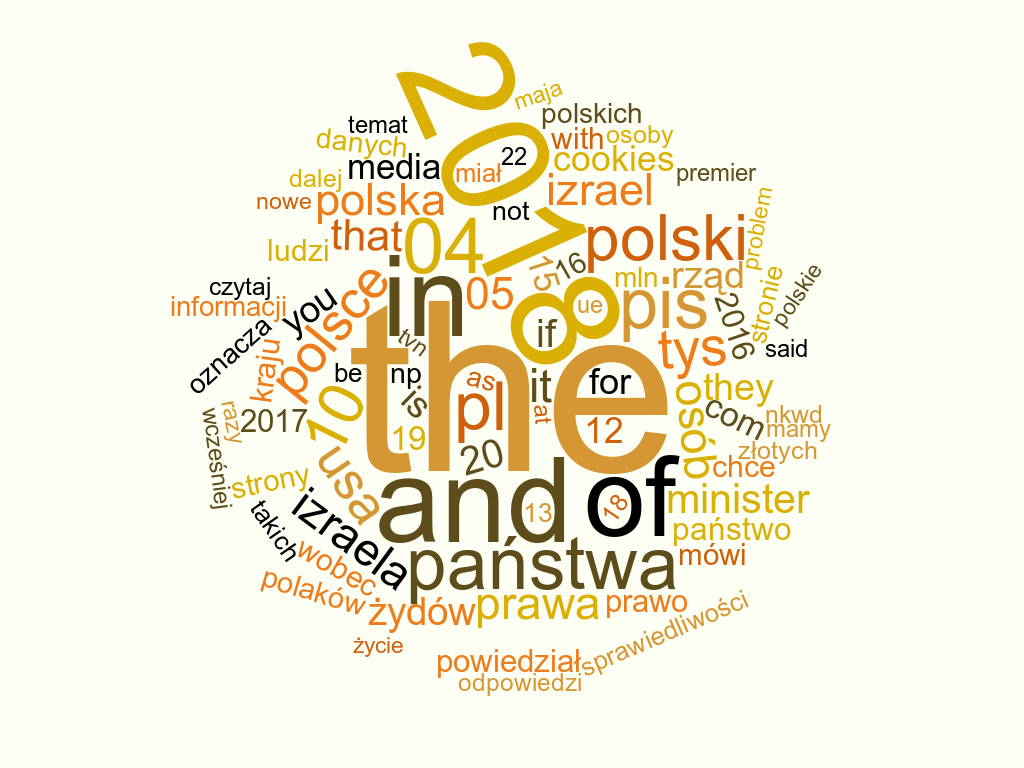 2018
maja
polskich
temat
with
osoby
danych
22
cookies
media
miał
premier
dalej
izrael
nowe
polska
not
problem
that
04
polski
ludzi
15
16
mln
rząd
polskie
czytaj
in
05
ue
pis
stronie
informacji
you
polsce
if
2016
oznacza
tvn
the
tys
said
kraju
be
np
as
it
for
osób
they
is
pl
at
com
nkwd
razy
2017
10
19
12
mamy
wcześniej
20
złotych
usa
chce
strony
and
of
minister
takich
izraela
13
18
państwo
wobec
państwa
mówi
polaków
żydów
prawa
prawo
sprawiedliwości
życie
powiedział
odpowiedzi